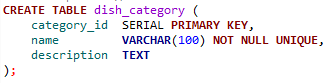 CREATE TABLE dish_category (
    category_id  SERIAL PRIMARY KEY,
    name         VARCHAR(100) NOT NULL UNIQUE,
    description  TEXT
);